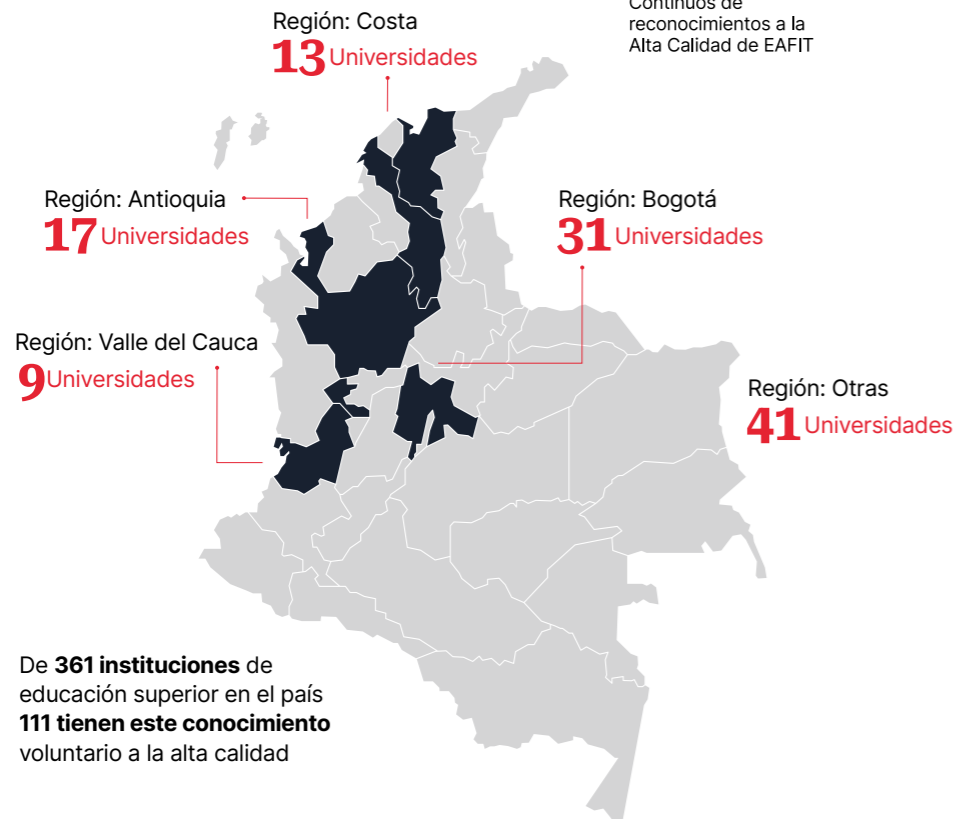 Continuos de
reconocimientos a la
Alta Calidad de EAFIT
Región: Costa
13 Universidades
Región: Antioquia
17 Universidades
Región: Bogotá
31 Universidades
Región: Valle del Cauca
9 Universidades
Región: Otras
41 Universidades
De 361 instituciones de
educación superior en el país
111 tienen este conocimiento
voluntario a la alta calidad